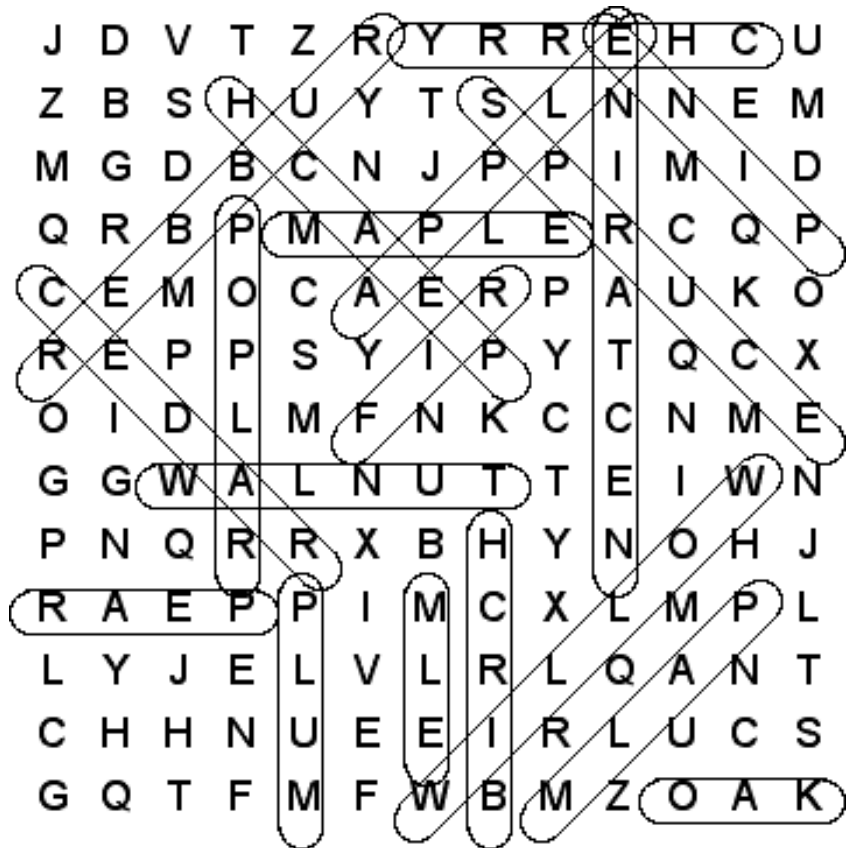 J D V T Z R Y R R E H C U
Z B S H U Y T S L N N E M
M G D B C N J P P I M I D
Q R B P M A P L E R C Q P
C E M O C A E R P A U K O
R E P P S Y I P Y T Q C X
O I D L M F N K C C N M E
G G W A L N U T T E I W N
P N Q R R X B H Y N O H J
R A E P P I M C X L M P L
L Y J E L V L R L Q A N T
C H H N U E E I R L U C S
G Q T F M F W B M Z O A K